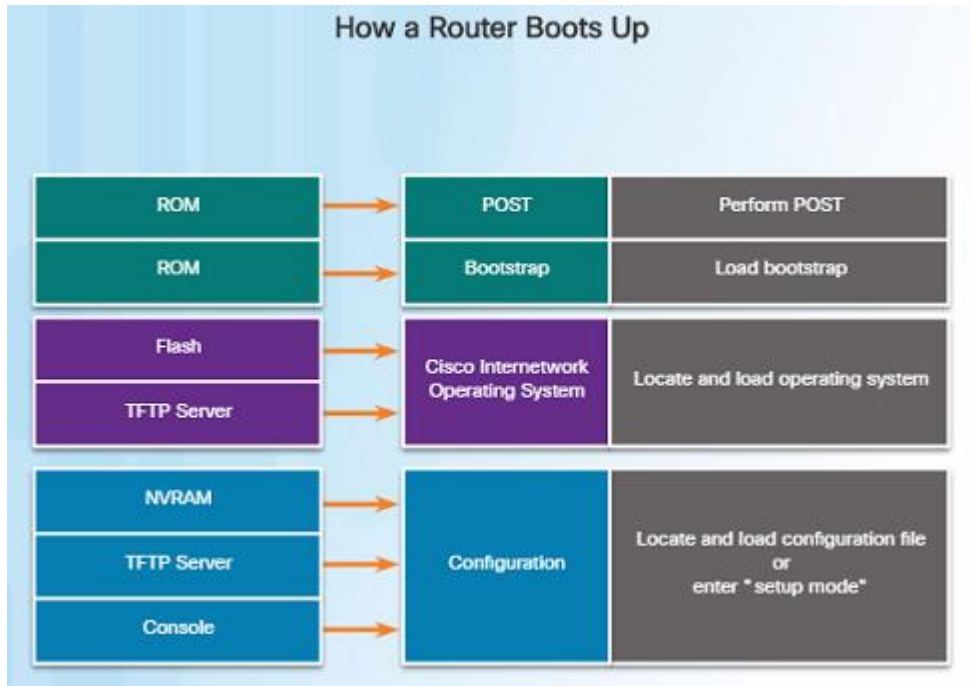 How a Router Boots Up
ROM
POST
Perform POST
ROM
Bootstrap
Load bootstrap
Flash
TFTP Server
Cisco Internetwork
Operating System
Locate and load operating system
NVRAM
TFTP Server
Console
Configuration
Locate and load configuration file
or
enter " setup mode"